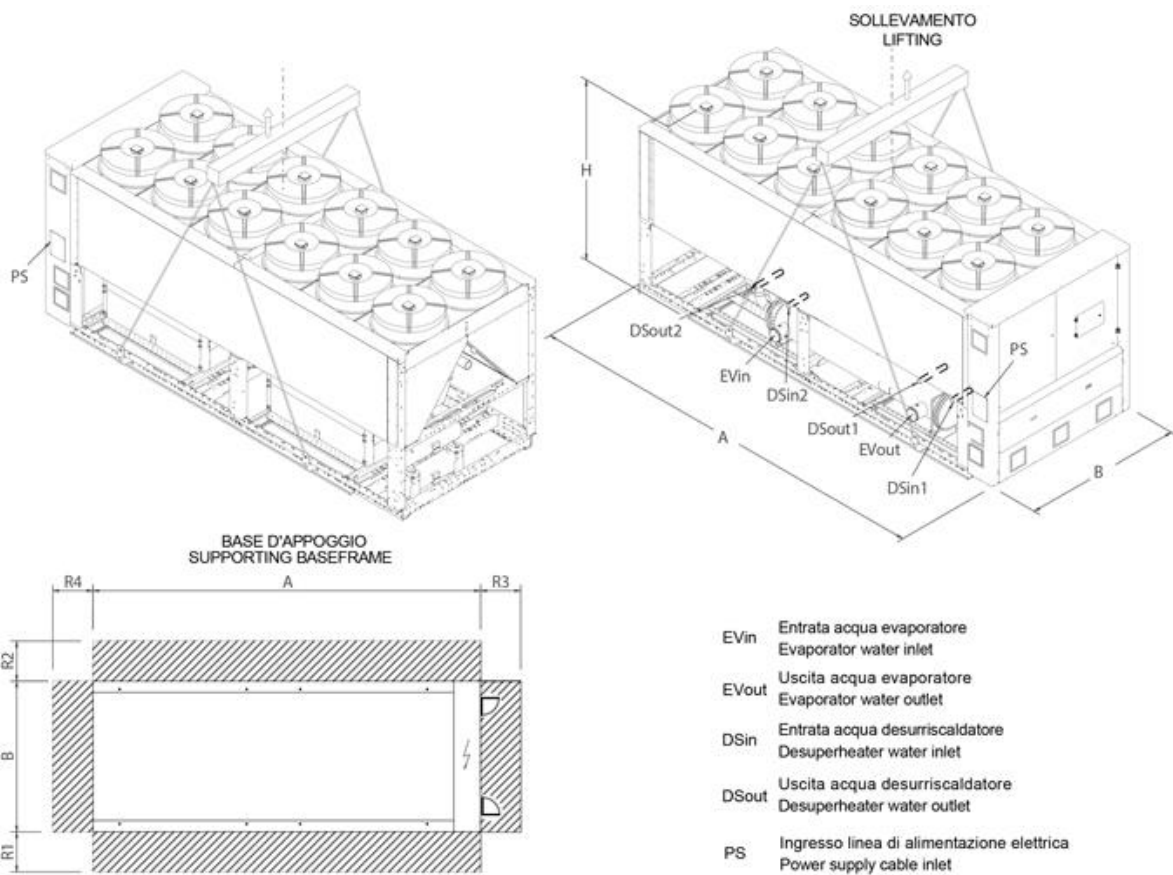 SOLLEVAMENTO
LIFTING
H
PS
DSout2
EVin
DSin2
PS
DSout1
EVout
A
DSin1
B
BASE D'APPOGGIO
SUPPORTING BASEFRAME
R4
A
R3
R2
B
R1
EVin
Entrata acqua evaporatore
Evaporator water inlet
EVout
Uscita acqua evaporatore
Evaporator water outlet
DSin
Entrata acqua desurriscaldatore
Desuperheater water inlet
DSout
Uscita acqua desurriscaldatore
Desuperheater water outlet
PS
Ingresso linea di alimentazione elettrica
Power supply cable inlet